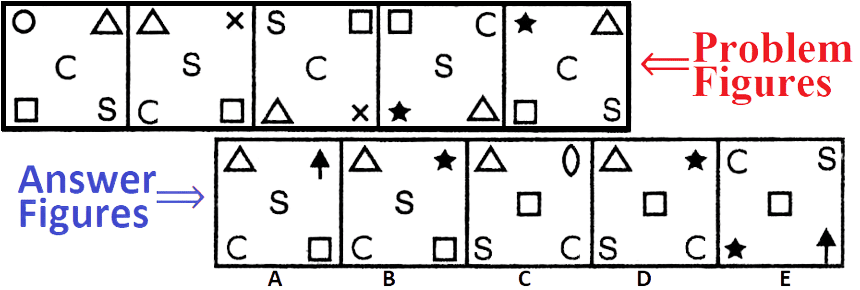 S C
C S C S C
S C S
Problem
Figures
C S
Answer
Figures
S S
C C S C S C
A B C D E